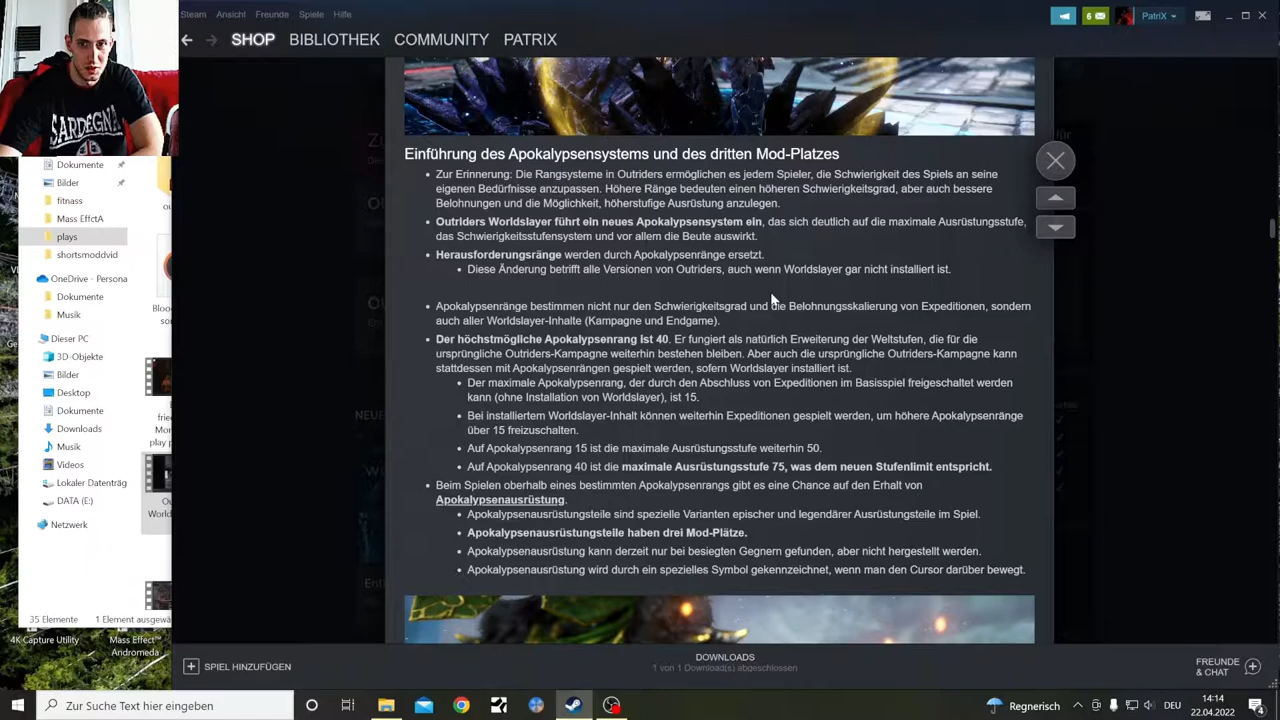 Steam Ansicht Freunde Spiele Hilfe
6
PatriX
SHOP BIBLIOTHEK COMMUNITY PATRIX
SARDEGNA
Dokumente
Bilder
fitnass
Mass EffctA
plays
shortsmoddvid
OneDrive - Persona
Dokumente
Musik
Dieser PC
3D-Objekte
Bilder
Desktop
Dokumente
Downloads
Musik
Videos
Lokaler Datenträg
DATA (E:)
Netzwerk
35 Elemente 1 Element ausgewä
4K Capture Utility
Mass Effect™
Andromeda
Einführung des Apokalypsensystems und des dritten Mod-Platzes
Zur Erinnerung: Die Rangsysteme in Outriders ermöglichen es jedem Spieler, die Schwierigkeit des Spiels an seine
eigenen Bedürfnisse anzupassen. Höhere Ränge bedeuten einen höheren Schwierigkeitsgrad, aber auch bessere
Belohnungen und die Möglichkeit, höherstufige Ausrüstung anzulegen.
Outriders Worldslayer führt ein neues Apokalypsensystem ein, das sich deutlich auf die maximale Ausrüstungsstufe,
das Schwierigkeitsstufensystem und vor allem die Beute auswirkt.
Herausforderungsränge werden durch Apokalypsenränge ersetzt.
Diese Änderung betrifft alle Versionen von Outriders, auch wenn Worldslayer gar nicht installiert ist.
Apokalypsenränge bestimmen nicht nur den Schwierigkeitsgrad und die Belohnungsskalierung von Expeditionen, sondern
auch aller Worldslayer-Inhalte (Kampagne und Endgame).
Der höchstmögliche Apokalypsenrang ist 40. Er fungiert als natürlich Erweiterung der Weltstufen, die für die
ursprüngliche Outriders-Kampagne weiterhin bestehen bleiben. Aber auch die ursprüngliche Outriders-Kampagne kann
stattdessen mit Apokalypsenrängen gespielt werden, sofern Worldslayer installiert ist.
Der maximale Apokalypsenrang, der durch den Abschluss von Expeditionen im Basisspiel freigeschaltet werden
kann (ohne Installation von Worldslayer), ist 15.
Bei installiertem Worldslayer-Inhalt können weiterhin Expeditionen gespielt werden, um höhere Apokalypsenränge
über 15 freizuschalten.
Auf Apokalypsenrang 15 ist die maximale Ausrüstungsstufe weiterhin 50.
Auf Apokalypsenrang 40 ist die maximale Ausrüstungsstufe 75, was dem neuen Stufenlimit entspricht.
Beim Spielen oberhalb eines bestimmten Apokalypsenrangs gibt es eine Chance auf den Erhalt von
Apokalypsenausrüstung.
Apokalypsenausrüstungsteile sind spezielle Varianten epischer und legendärer Ausrüstungsteile im Spiel.
Apokalypsenausrüstungsteile haben drei Mod-Plätze.
Apokalypsenausrüstung kann derzeit nur bei besiegten Gegnern gefunden, aber nicht hergestellt werden.
Apokalypsenausrüstung wird durch ein spezielles Symbol gekennzeichnet, wenn man den Cursor darüber bewegt.
SPIEL HINZUFÜGEN
DOWNLOADS
1 von 1 Download(s) abgeschlossen
FREUNDE
& CHAT
Zur Suche Text hier eingeben
Regnerisch
DEU
14:14
22.04.2022
4